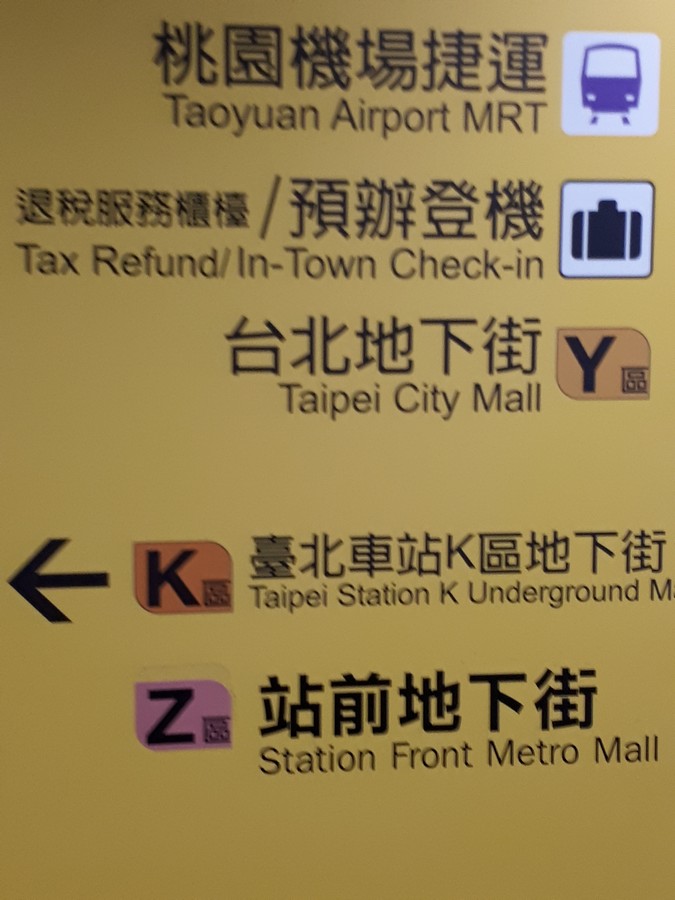 桃園機場捷運
Taoyuan Airport MRT
退稅服務櫃檯/預辦登機
Tax Refund/In-Town Check-in
台北地下街 Y區
Taipei City Mall
K區 臺北車站K區地下街
Taipei Station K Underground
Z區 站前地下街
Station Front Metro Mall